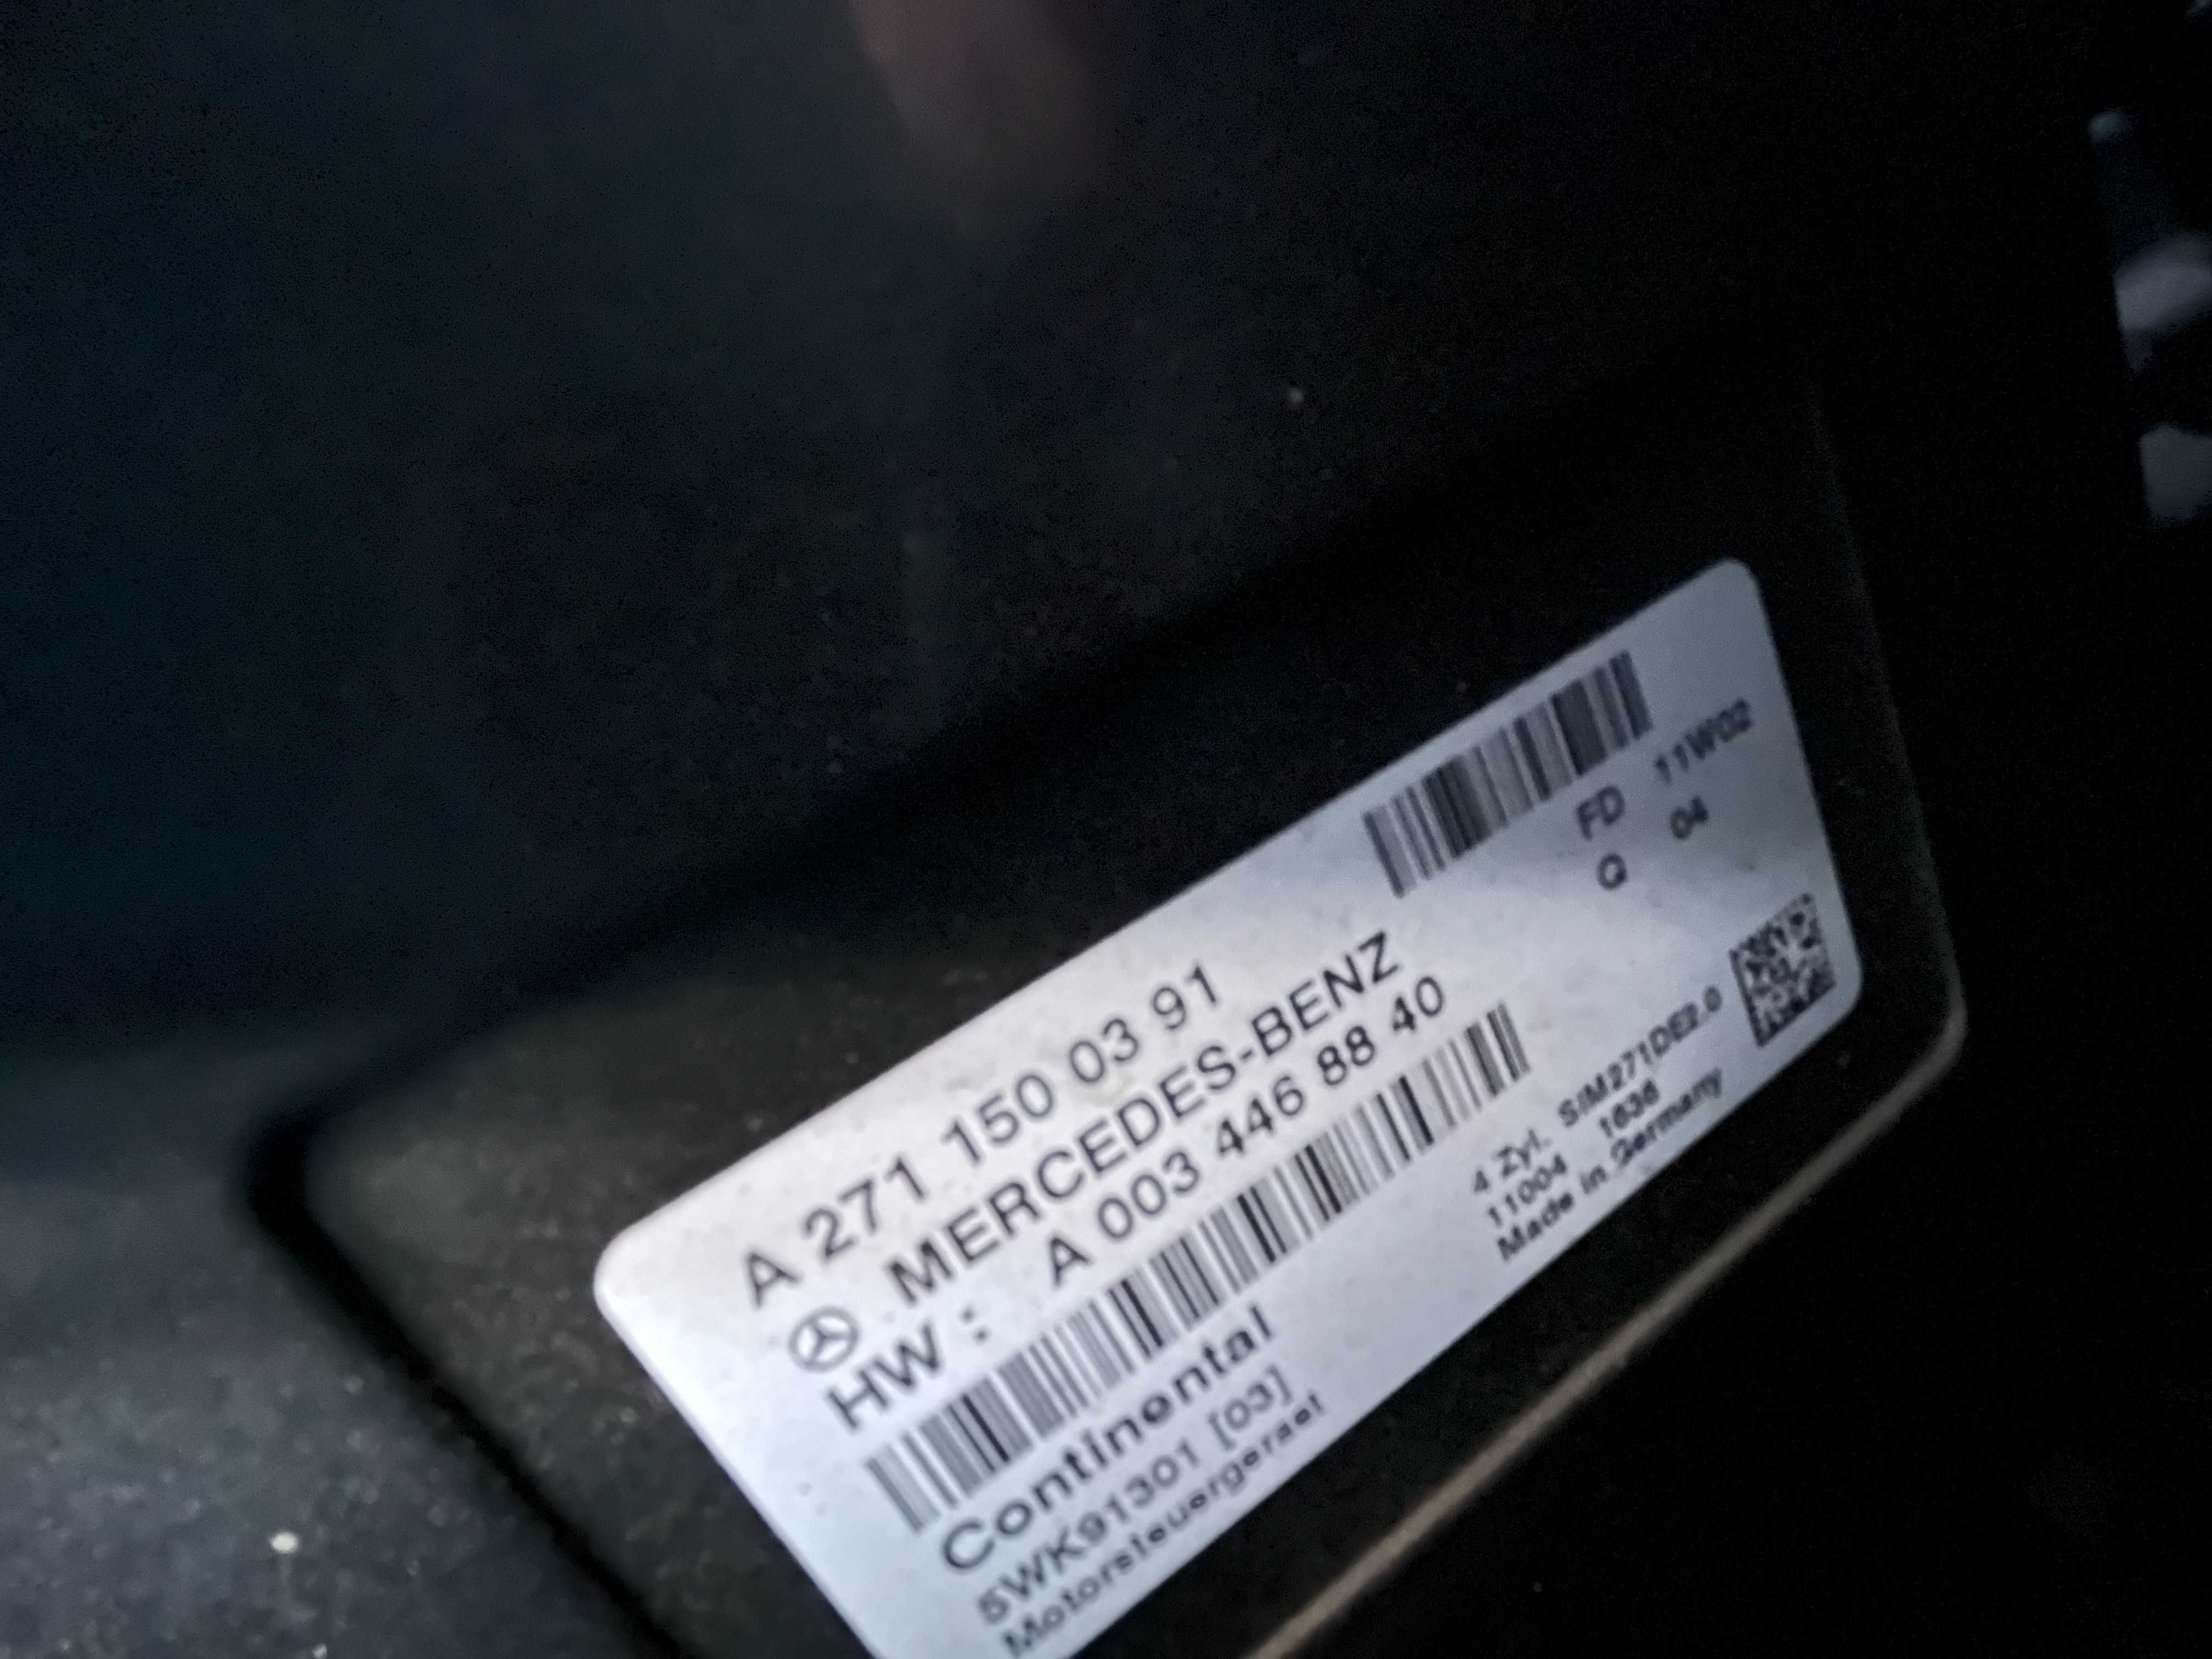 A 271 150 03 91
MERCEDES-BENZ
HW : A 003 446 88 40
FD 11W02
Q 04
Continental
5WK91301 [03]
Motorsteuergeraet
4 Zyl. SIM271DE2.0
11004 1636
Made in Germany